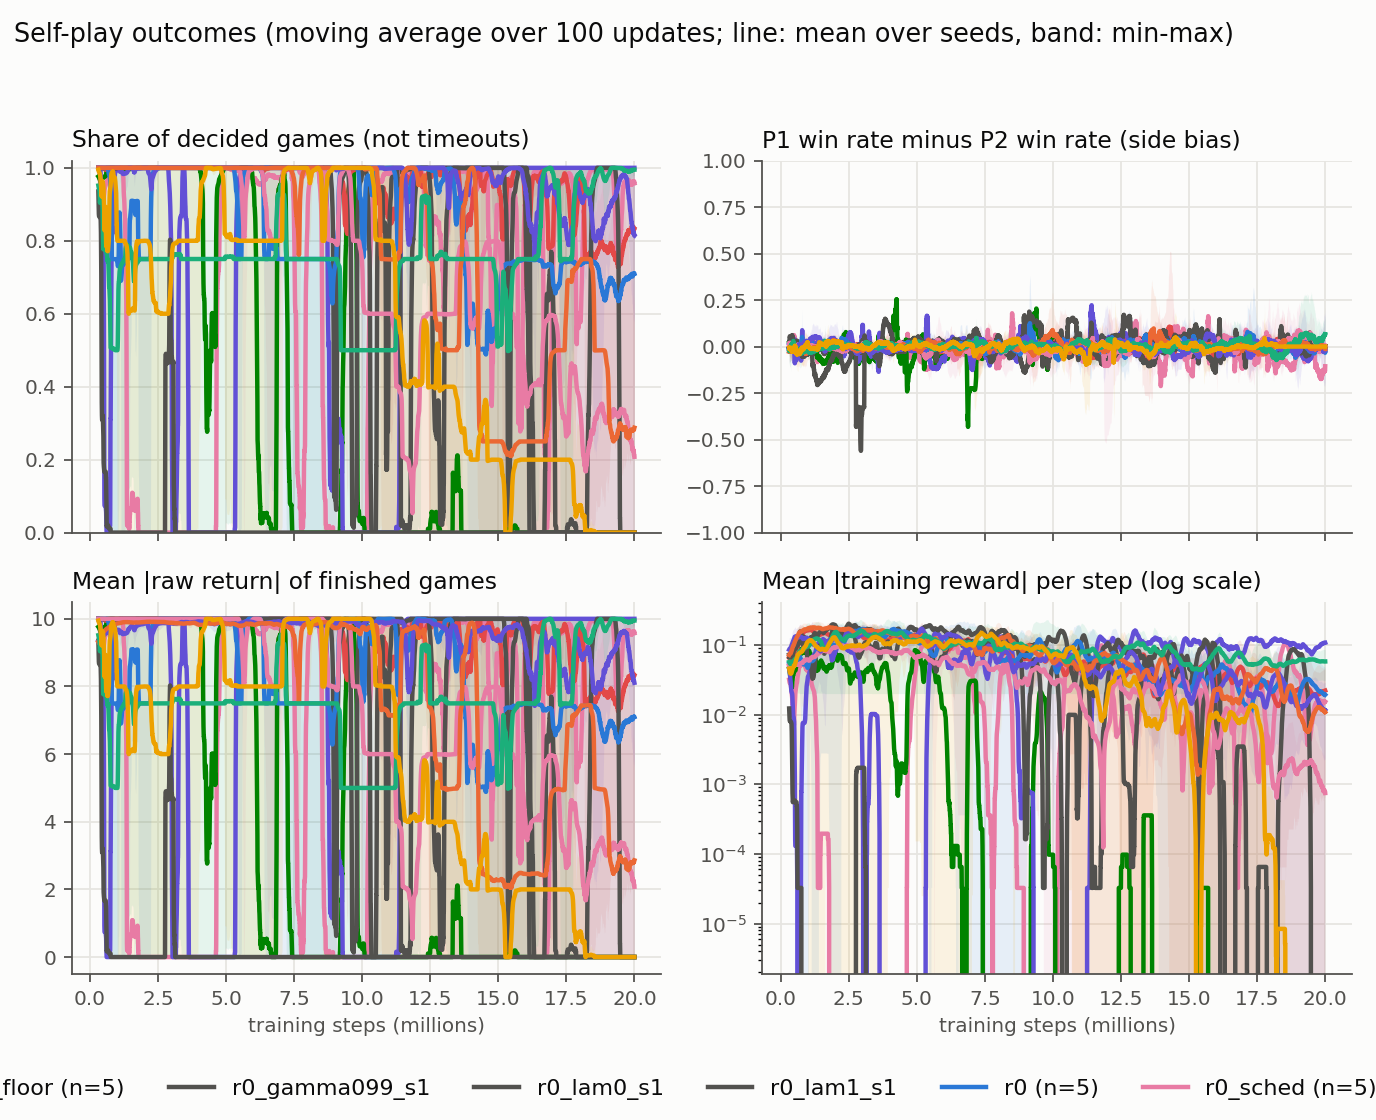 Self-play outcomes (moving average over 100 updates; line: mean over seeds, band: min-max)
Share of decided games (not timeouts)
1.0
0.8
0.6
0.4
0.2
0.0
P1 win rate minus P2 win rate (side bias)
1.00
0.75
0.50
0.25
0.00
−0.25
−0.50
−0.75
−1.00
Mean |raw return| of finished games
10
8
6
4
2
0
0.0 2.5 5.0 7.5 10.0 12.5 15.0 17.5 20.0
training steps (millions)
Mean |training reward| per step (log scale)
10⁻¹
10⁻²
10⁻³
10⁻⁴
10⁻⁵
0.0 2.5 5.0 7.5 10.0 12.5 15.0 17.5 20.0
training steps (millions)
_floor (n=5) r0_gamma099_s1 r0_lam0_s1 r0_lam1_s1 r0 (n=5) r0_sched (n=5)